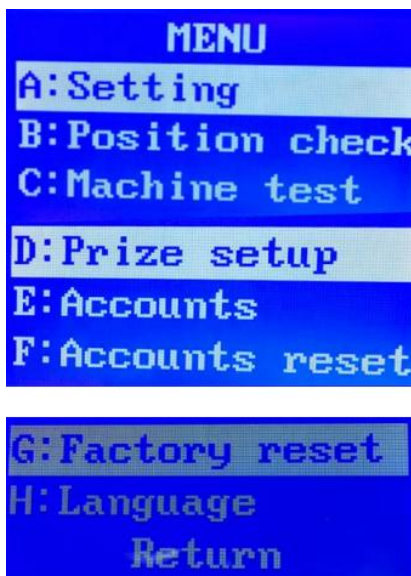 MENU
A:Setting
B:Position check
C:Machine test
D:Prize setup
E:Accounts
F:Accounts reset
G:Factory reset
H:Language
Return